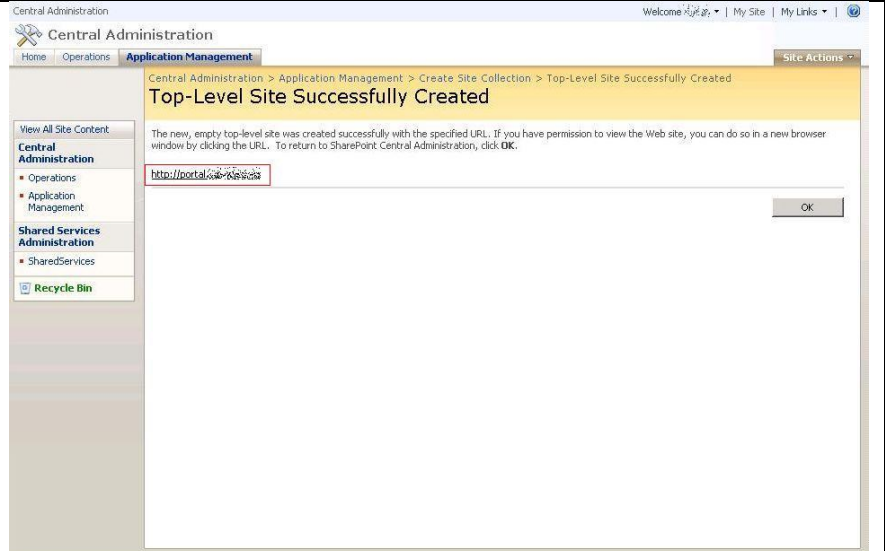 Central Administration
Welcome | My Site | My Links |
Central Administration
Home Operations Application Management
Site Actions
Central Administration > Application Management > Create Site Collection > Top-Level Site Successfully Created
Top-Level Site Successfully Created
View All Site Content
Central
Administration
Operations
Application
Management
Shared Services
Administration
SharedServices
Recycle Bin
The new, empty top-level site was created successfully with the specified URL. If you have permission to view the Web site, you can do so in a new browser
window by clicking the URL. To return to SharePoint Central Administration, click OK.
http://portal.
OK